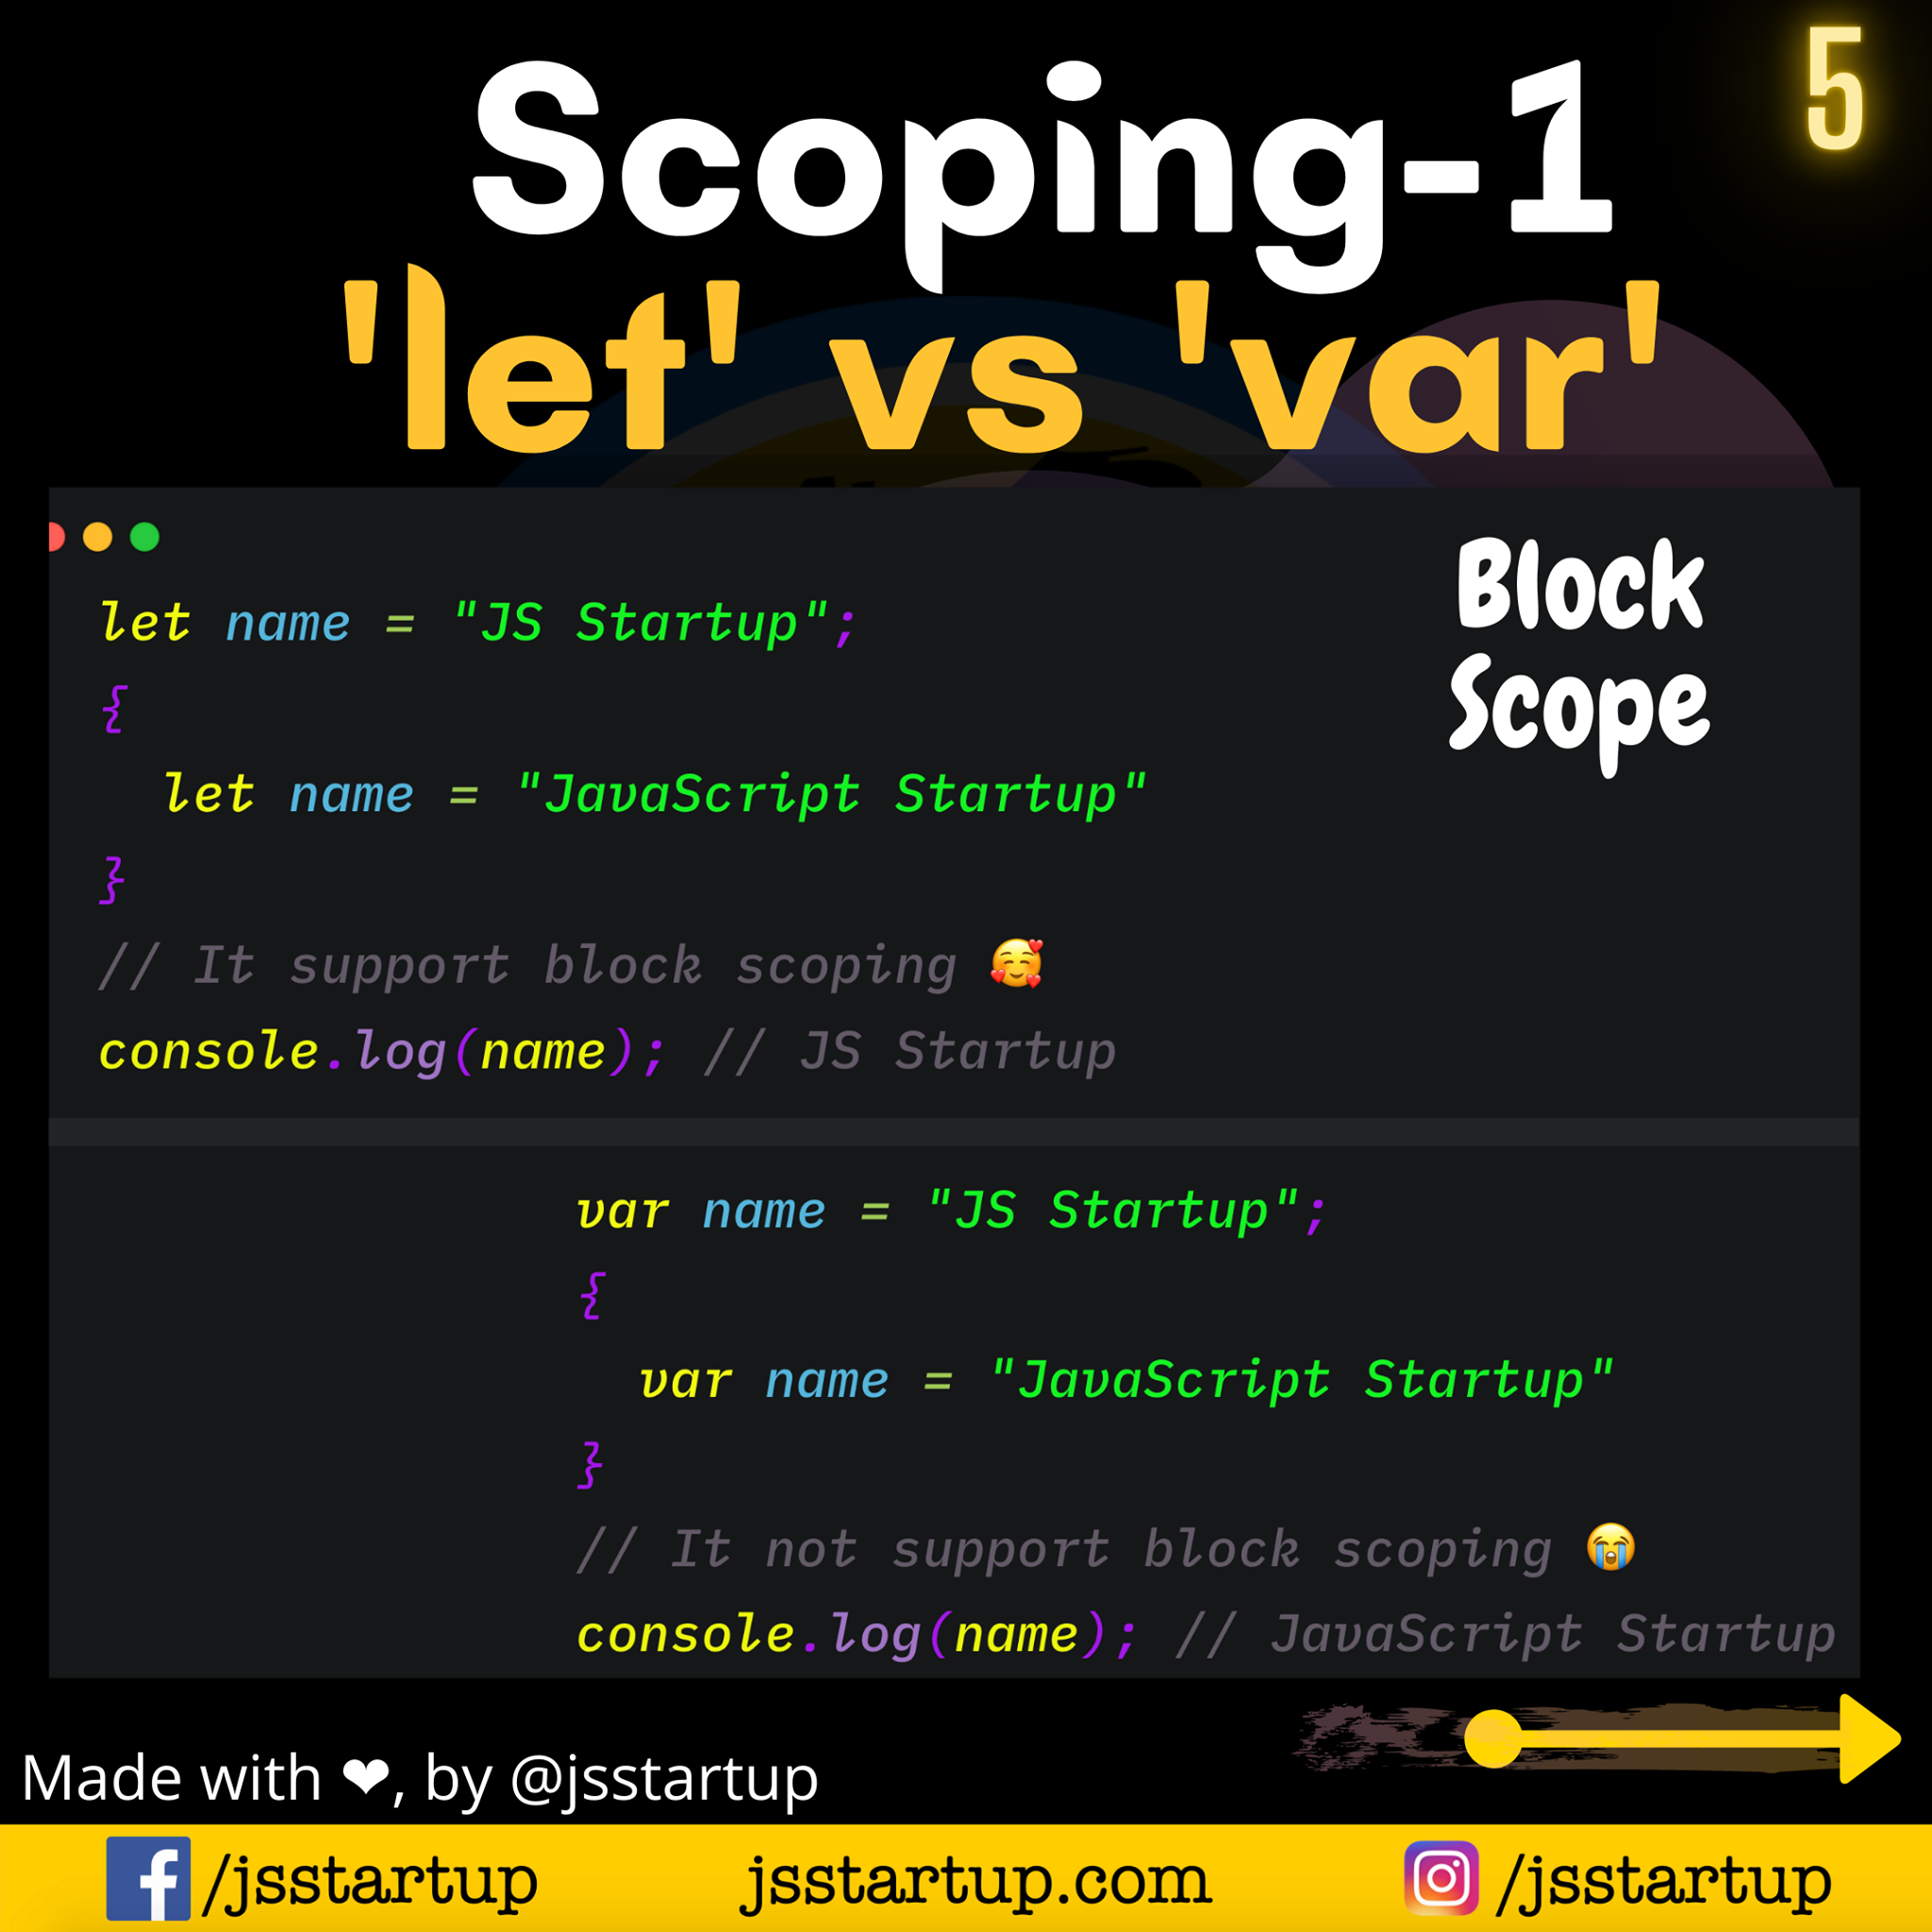 5
Scoping-1
'let' vs 'var'
Block
Scope
let name = "JS Startup";
{
  let name = "JavaScript Startup"
}
// It support block scoping 🥰
console.log(name); // JS Startup
var name = "JS Startup";
{
  var name = "JavaScript Startup"
}
// It not support block scoping 😭
console.log(name); // JavaScript Startup
Made with ❤, by @jsstartup
/jsstartup
jsstartup.com
/jsstartup